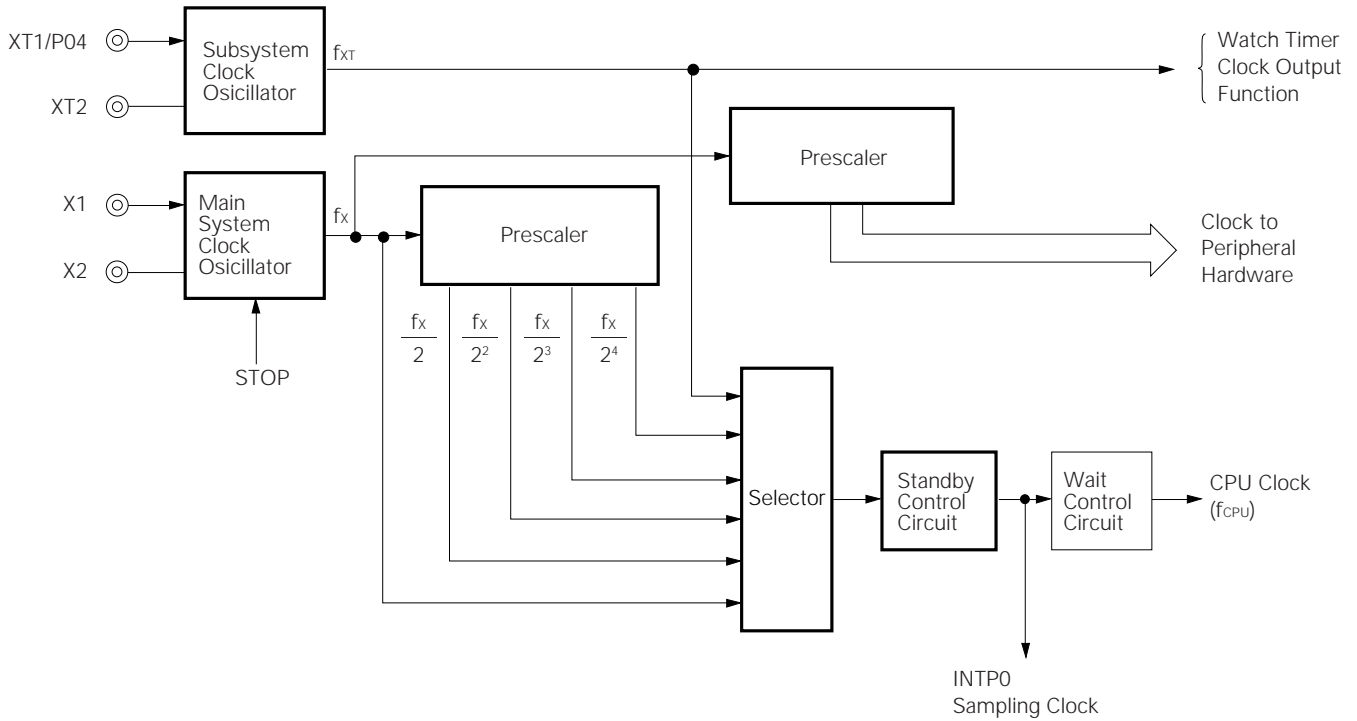 XT1/P04
XT2
Subsystem
Clock
Osicillator
fXT
Watch Timer
Clock Output
Function
Prescaler
X1
X2
Main
System
Clock
Osicillator
fX
Prescaler
Clock to
Peripheral
Hardware
STOP
fX
2
fX
2²
fX
2³
fX
2⁴
Selector
Standby
Control
Circuit
Wait
Control
Circuit
CPU Clock
(fCPU)
INTP0
Sampling Clock